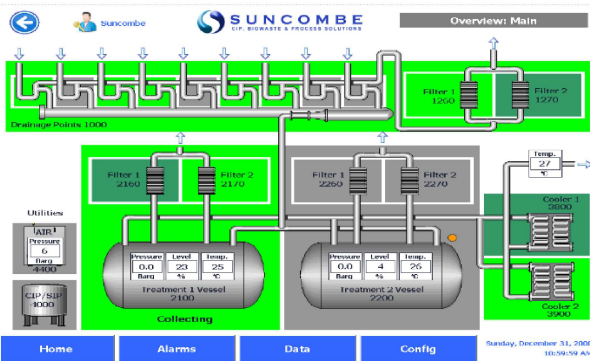 Suncombe
SUNCOMBE
CIP, BIOWASTE & PROCESS SOLUTIONS
Overview: Main
Filter 1
1260
Filter 2
1270
Drainage Points 1000
Temp.
27
°C
Filter 1
2160
Filter 2
2170
Filter 1
2260
Filter 2
2270
Cooler 1
3800
Utilities
AIR
Pressure
6
Barg
4400
Pressure Level Temp.
0.0 23 25
Barg % °C
Treatment 1 Vessel
2100
Pressure Level Temp.
0.0 4 26
Barg % °C
Treatment 2 Vessel
2200
CIP/SIP
4000
Collecting
Cooler 2
3900
Home
Alarms
Data
Config
Sunday, December 31, 2000
10:59:59 AM